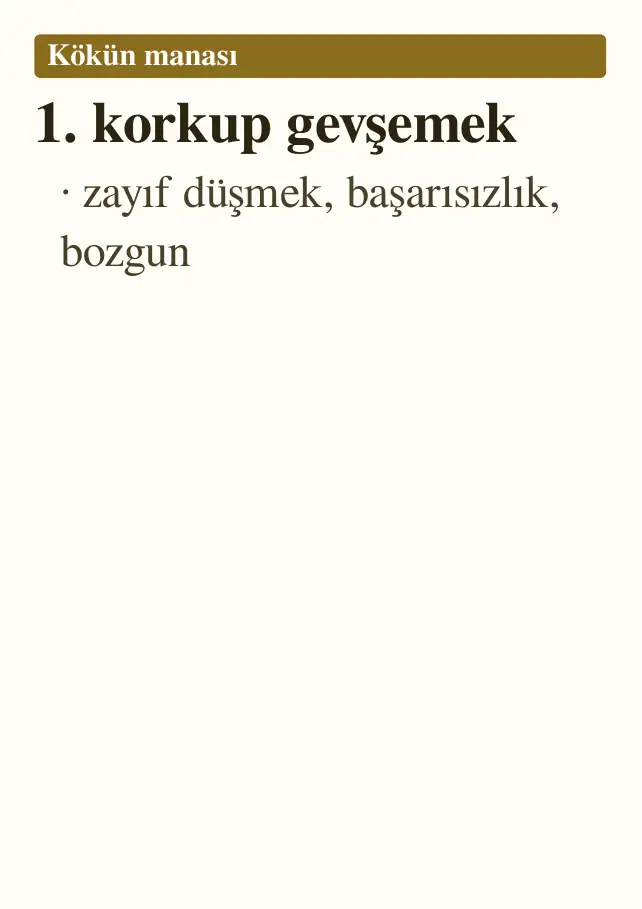 Kökün manası
1. korkup gevşemek
· zayıf düşmek, başarısızlık,
bozgun